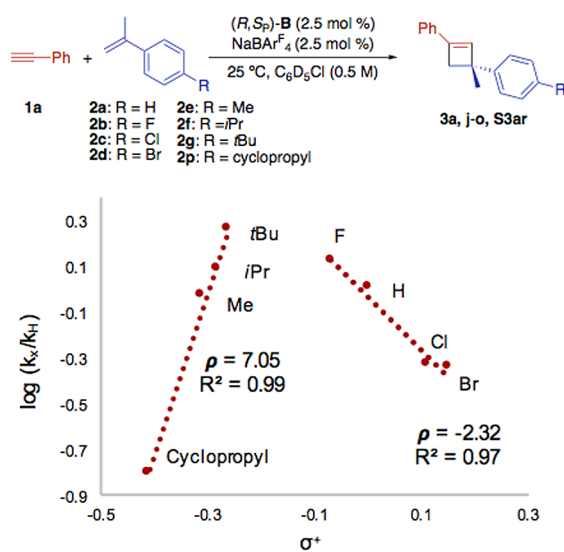 (R,Sₚ)-B (2.5 mol %)
NaBArF₄ (2.5 mol %)
25 ºC, C₆D₅Cl (0.5 M)
Ph
+
R
Ph
R
1a
2a: R = H 2e: R = Me
2b: R = F 2f: R =iPr
2c: R = Cl 2g: R = tBu
2d: R = Br 2p: R = cyclopropyl
3a, j-o, S3ar
log (kx/kH)
0.3
0.1
-0.1
-0.3
-0.5
-0.7
-0.9
tBu
iPr
Me
Cyclopropyl
ρ = 7.05
R² = 0.99
F
H
Cl
Br
ρ = -2.32
R² = 0.97
-0.5 -0.3 -0.1 0.1 0.3
σ⁺